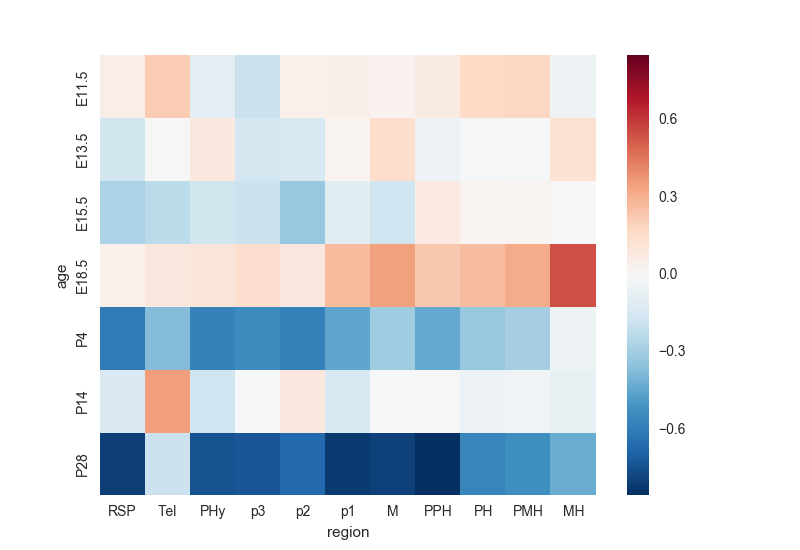 age
E11.5
E13.5
E15.5
E18.5
P4
P14
P28
RSP Tel PHy p3 p2 p1 M PPH PH PMH MH
region
0.6
0.3
0.0
−0.3
−0.6